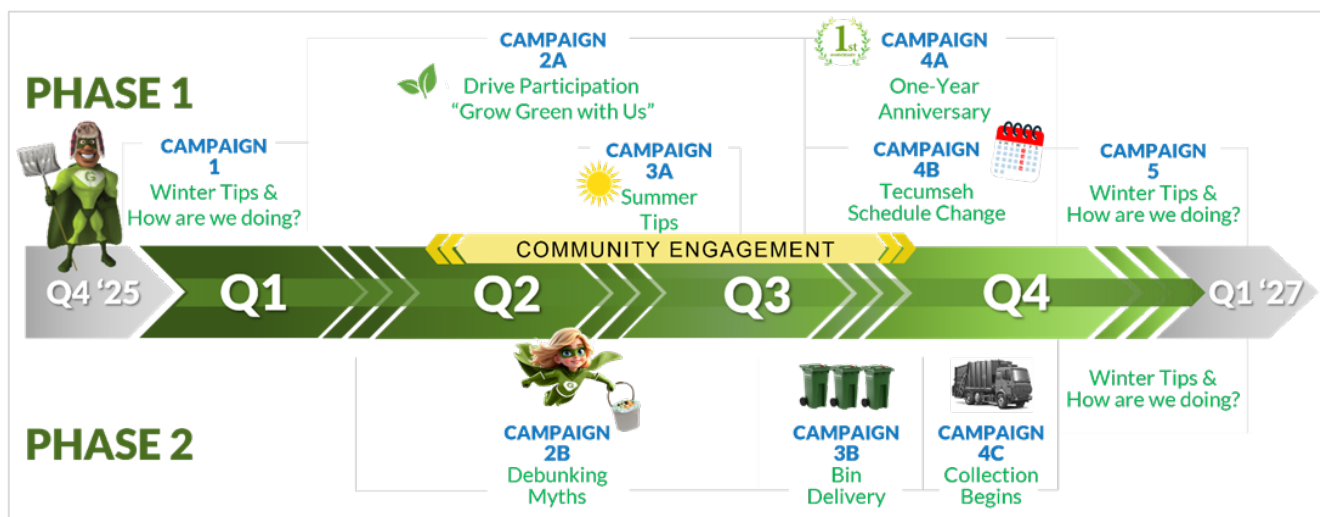 PHASE 1
CAMPAIGN
1
Winter Tips &
How are we doing?
CAMPAIGN
2A
Drive Participation
“Grow Green with Us”
CAMPAIGN
3A
Summer
Tips
1st
ANNIVERSARY
CAMPAIGN
4A
One-Year
Anniversary
CAMPAIGN
4B
Tecumseh
Schedule Change
CAMPAIGN
5
Winter Tips &
How are we doing?
COMMUNITY ENGAGEMENT
Q4 ‘25
Q1
Q2
Q3
Q4
Q1 ‘27
PHASE 2
G
G
CAMPAIGN
2B
Debunking
Myths
CAMPAIGN
3B
Bin
Delivery
CAMPAIGN
4C
Collection
Begins
Winter Tips &
How are we doing?